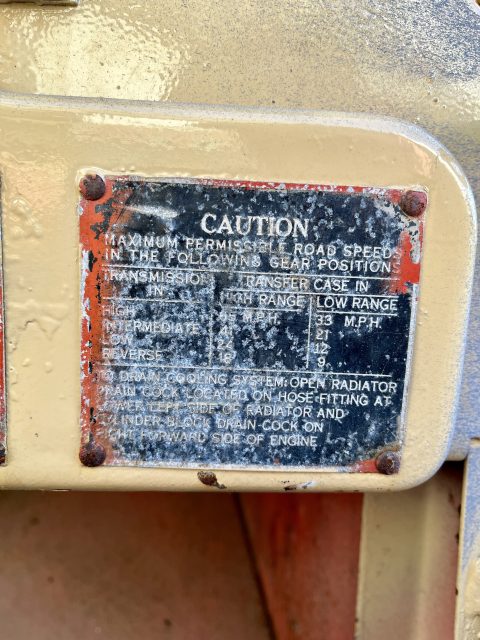 CAUTION
MAXIMUM PERMISSIBLE ROAD SPEEDS
IN THE FOLLOWING GEAR POSITIONS
TRANSMISSION TRANSFER CASE IN
IN HIGH RANGE LOW RANGE
HIGH M.P.H. 33 M.P.H.
INTERMEDIATE 21
LOW 12
REVERSE 18 9
TO DRAIN COOLING SYSTEM: OPEN RADIATOR
DRAIN COCK LOCATED ON HOSE FITTING AT
LOWER LEFT SIDE OF RADIATOR AND
CYLINDER BLOCK DRAIN COCK ON
RIGHT FORWARD SIDE OF ENGINE